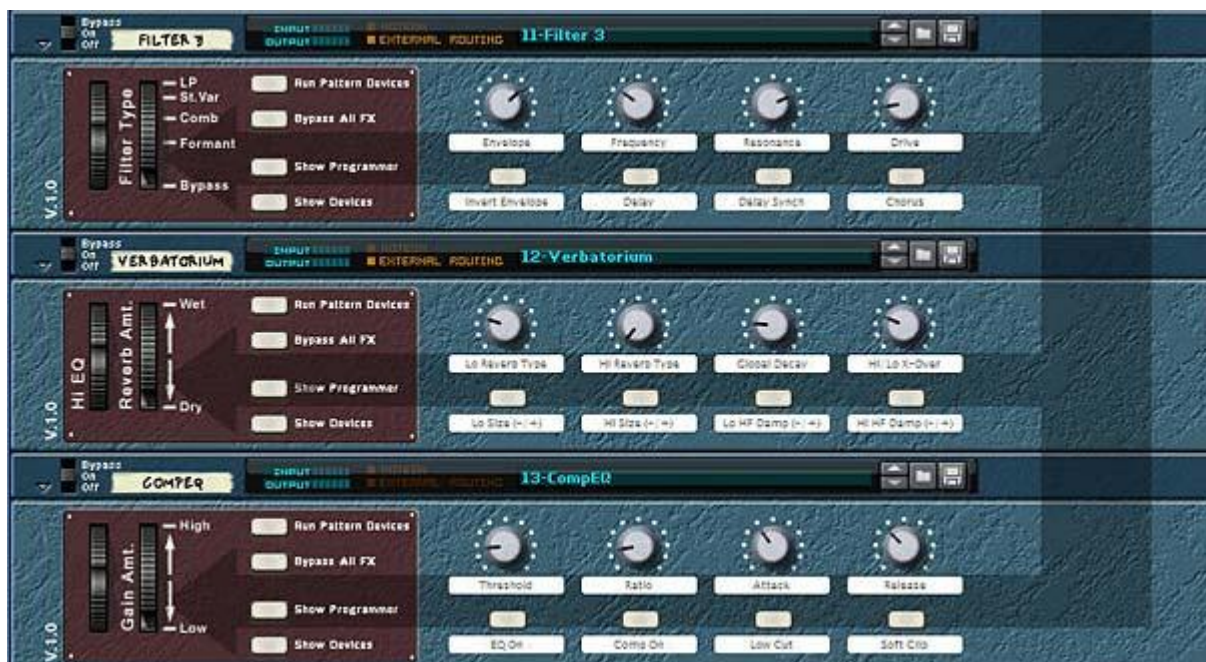 Bypass
On
Off
FILTER 3
INPUT
OUTPUT
EXTERNAL ROUTING
11-Filter 3
Filter Type
LP
St.Var
Comb
Formant
Bypass
Run Pattern Devices
Bypass All FX
Show Programmer
Show Devices
Envelope Frequency Resonance Drive
Invert Envelope Delay Delay Synch Chorus
V.1.0
Bypass
On
Off
VERBATORIUM
INPUT
OUTPUT
EXTERNAL ROUTING
12-Verbatorium
Hi EQ
Reverb Amt.
Wet
Dry
Run Pattern Devices
Bypass All FX
Show Programmer
Show Devices
Lo Reverb Type Hi Reverb Type Global Decay Hi/Lo X-Over
Lo Size (-/+) Hi Size (-/+) Lo HF Damp (-/+) Hi HF Damp (-/+)
V.1.0
Bypass
On
Off
COMPEQ
INPUT
OUTPUT
EXTERNAL ROUTING
13-CompEQ
Gain Amt.
High
Low
Run Pattern Devices
Bypass All FX
Show Programmer
Show Devices
Threshold Ratio Attack Release
EQ On Comp On Low Cut Soft Clip
V.1.0